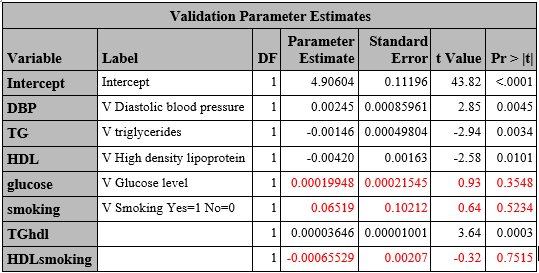 Validation Parameter Estimates
Variable Label DF Parameter Estimate Standard Error t Value Pr > |t|
Intercept Intercept 1 4.90604 0.11196 43.82 <.0001
DBP V Diastolic blood pressure 1 0.00245 0.00085961 2.85 0.0045
TG V triglycerides 1 -0.00146 0.00049804 -2.94 0.0034
HDL V High density lipoprotein 1 -0.00420 0.00163 -2.58 0.0101
glucose V Glucose level 1 0.00019948 0.00021545 0.93 0.3548
smoking V Smoking Yes=1 No=0 1 0.06519 0.10212 0.64 0.5234
TGhdl 1 0.00003646 0.00001001 3.64 0.0003
HDLsmoking 1 -0.00065529 0.00207 -0.32 0.7515